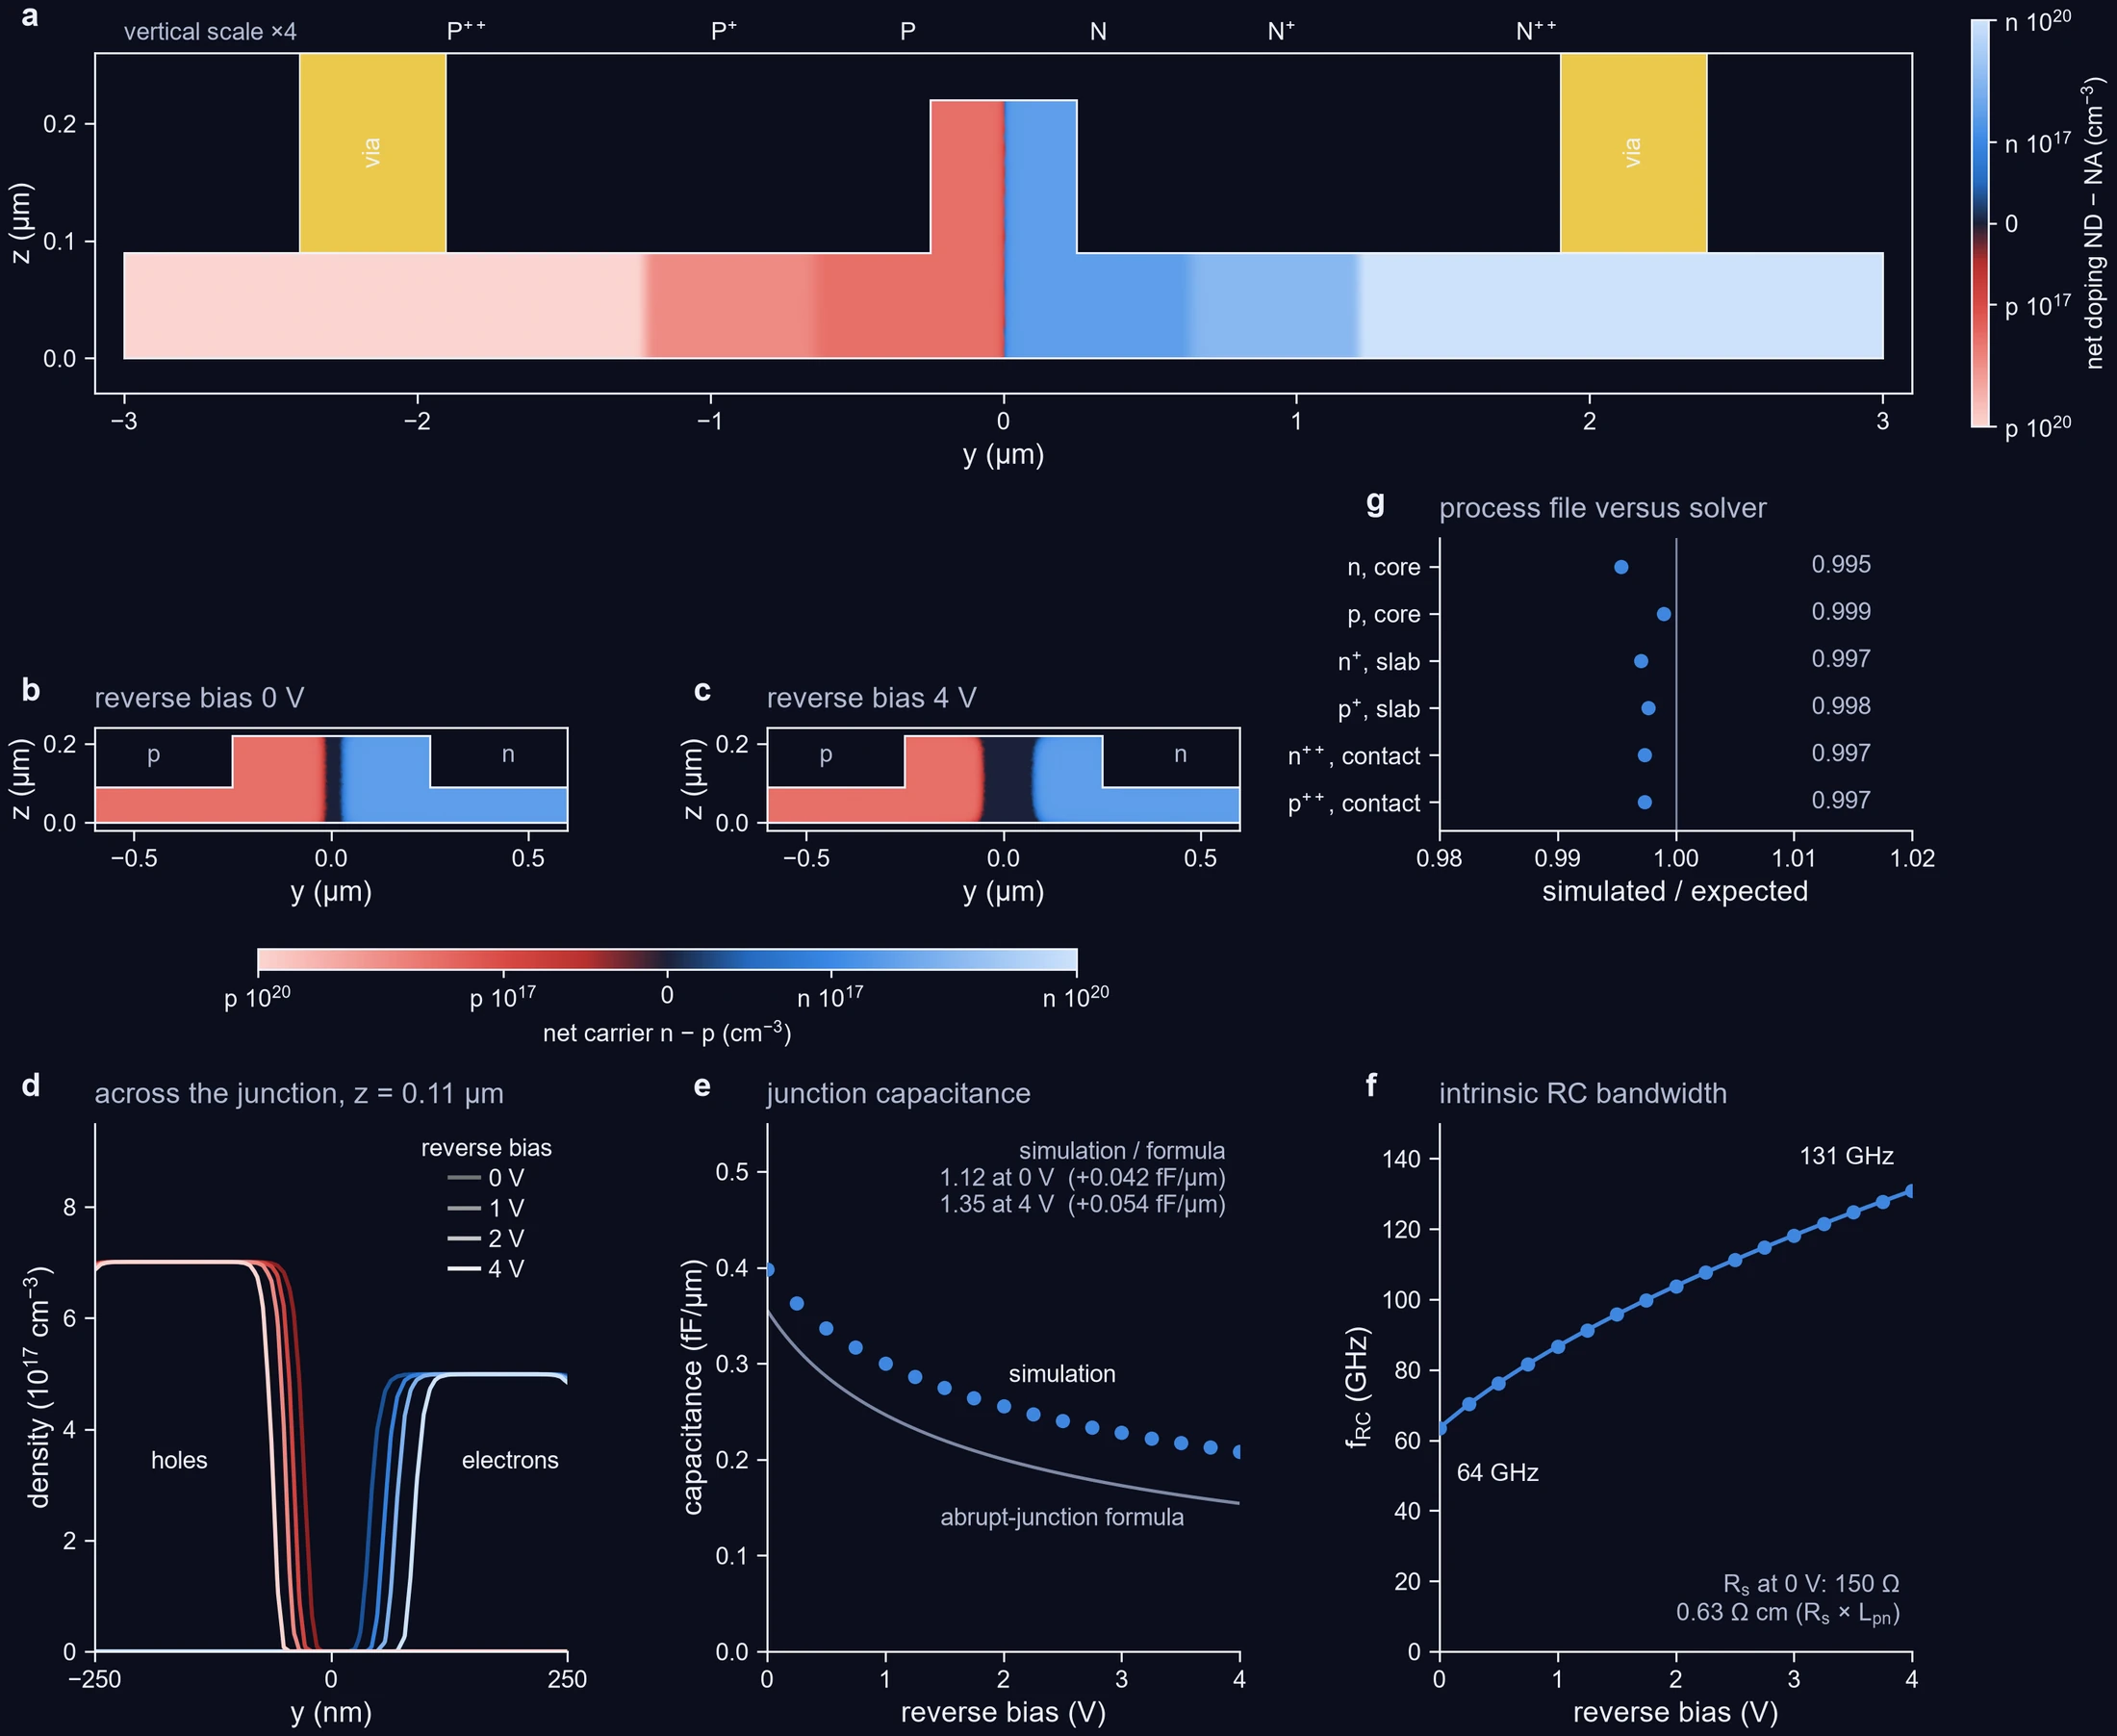 a
vertical scale ×4
P⁺⁺
P⁺
P
N
N⁺
N⁺⁺
via
via
z (µm)
0.2
0.1
0.0
−3
−2
−1
0
1
2
3
y (µm)
n 10²⁰
n 10¹⁷
0
p 10¹⁷
p 10²⁰
net doping ND − NA (cm⁻³)
g
process file versus solver
n, core
0.995
p, core
0.999
n⁺, slab
0.997
p⁺, slab
0.998
n⁺⁺, contact
0.997
p⁺⁺, contact
0.997
0.98
0.99
1.00
1.01
1.02
simulated / expected
b
reverse bias 0 V
z (µm)
0.2
0.0
p
n
−0.5
0.0
0.5
y (µm)
c
reverse bias 4 V
z (µm)
0.2
0.0
p
n
−0.5
0.0
0.5
y (µm)
p 10²⁰
p 10¹⁷
0
n 10¹⁷
n 10²⁰
net carrier n − p (cm⁻³)
d
across the junction, z = 0.11 µm
reverse bias
0 V
1 V
2 V
4 V
density (10¹⁷ cm⁻³)
8
6
4
2
0
holes
electrons
−250
0
250
y (nm)
e
junction capacitance
simulation / formula
1.12 at 0 V (+0.042 fF/µm)
1.35 at 4 V (+0.054 fF/µm)
capacitance (fF/µm)
0.5
0.4
0.3
0.2
0.1
0.0
simulation
abrupt-junction formula
0
1
2
3
4
reverse bias (V)
f
intrinsic RC bandwidth
131 GHz
f_RC (GHz)
140
120
100
80
60
40
20
0
64 GHz
Rₛ at 0 V: 150 Ω
0.63 Ω cm (Rₛ × Lₚₙ)
0
1
2
3
4
reverse bias (V)